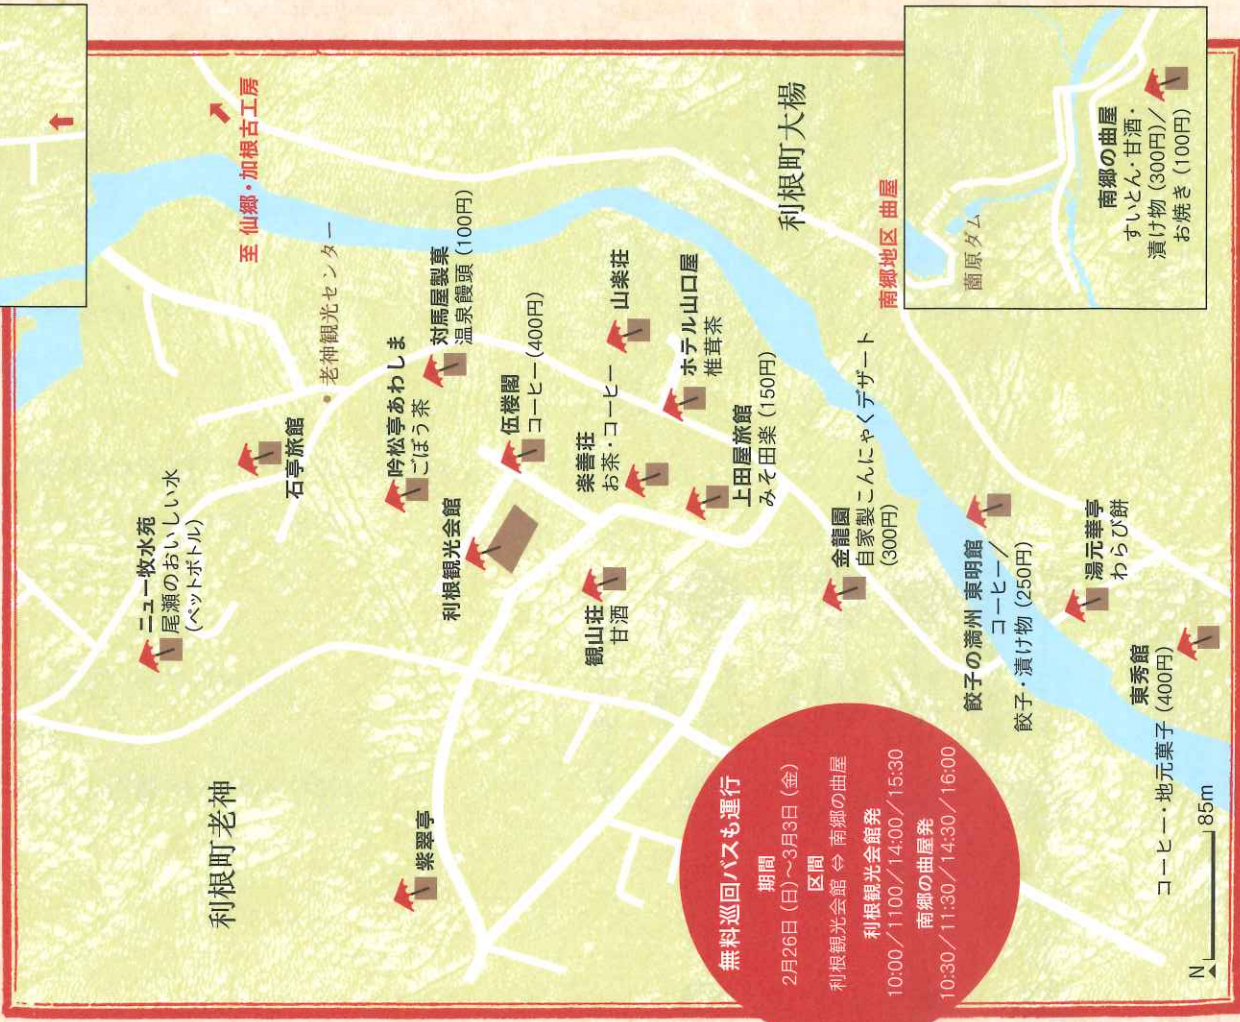 至 仙郷・加根古工房
利根町大楊
老神観光センター
対馬屋製菓
温泉饅頭（100円）
石亭旅館
吟松亭あわしま
ごぼう茶
伍楼閣
コーヒー（400円）
山楽荘
ホテル山口屋
椎茸茶
楽善荘
お茶・コーヒー
上田屋旅館
みそ田楽（150円）
ニュー牧水苑
尾瀬のおいしい水
（ペットボトル）
利根観光会館
観山荘
甘酒
金龍園
自家製こんにゃくデザート
（300円）
南郷地区 曲屋
薗原ダム
南郷の曲屋
すいとん・甘酒・
漬け物（300円）／
お焼き（100円）
餃子の満州 東明館
コーヒー／
餃子・漬け物（250円）
湯元華亭
わらび餅
東秀館
コーヒー・地元菓子（400円）
利根町老神
紫翠亭
無料巡回バスも運行
期間
2月26日（日）～3月3日（金）
区間
利根観光会館 ⇔ 南郷の曲屋
利根観光会館発
10:00／1100／14:00／15:30
南郷の曲屋発
10:30／11:30／14:30／16:00
N
85m